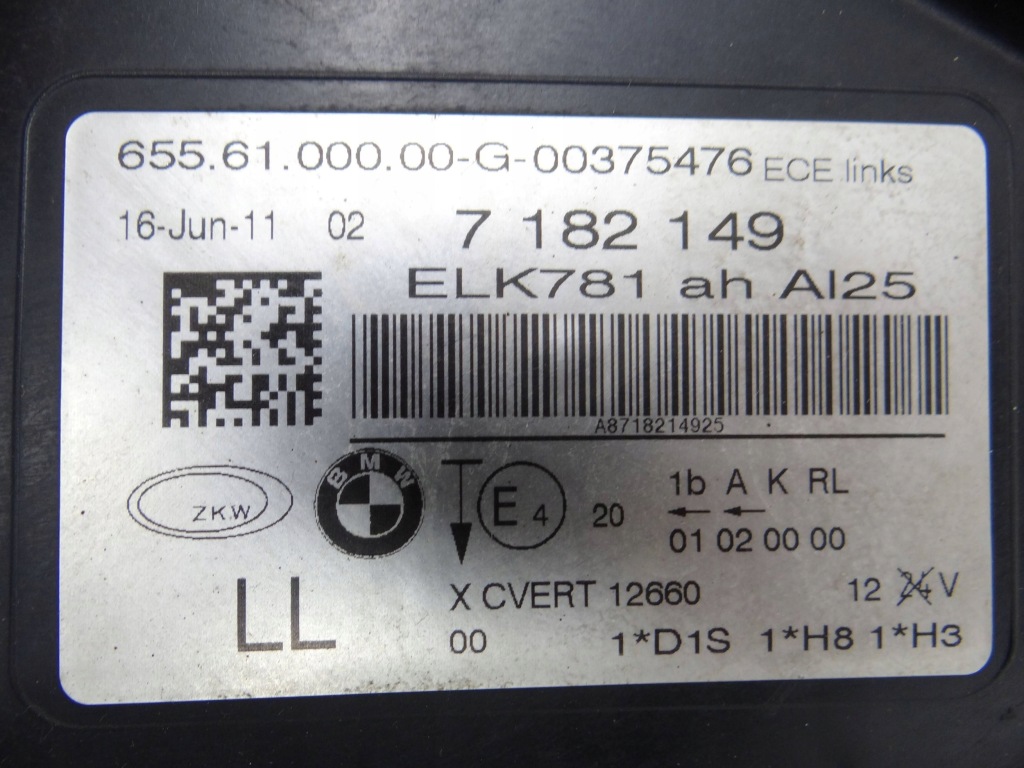 655.61.000.00-G-00375476 ECE links
16-Jun-11 02 7 182 149
ELK781 ah AI25
A8718214925
ZKW
BMW
E 4
20
1b A K RL
01 02 00 00
LL
X CVERT 12660
12 24 V
00
1*D1S 1*H8 1*H3